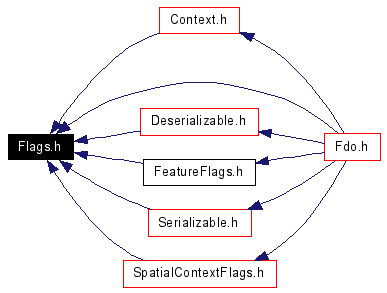 Context.h
Deserializable.h
Flags.h
Fdo.h
FeatureFlags.h
Serializable.h
SpatialContextFlags.h